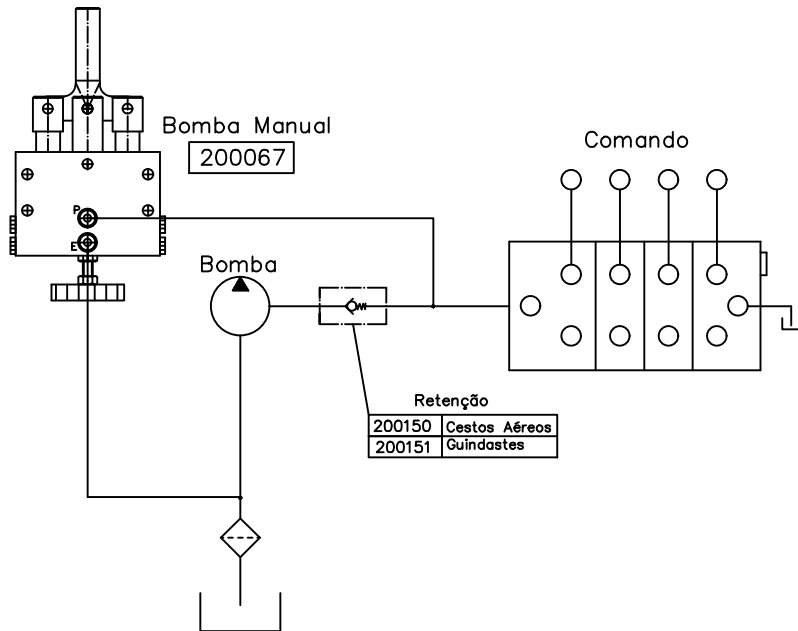 Bomba Manual
200067
Comando
P
E
Bomba
Retenção
200150 Cestos Aéreos
200151 Guindastes